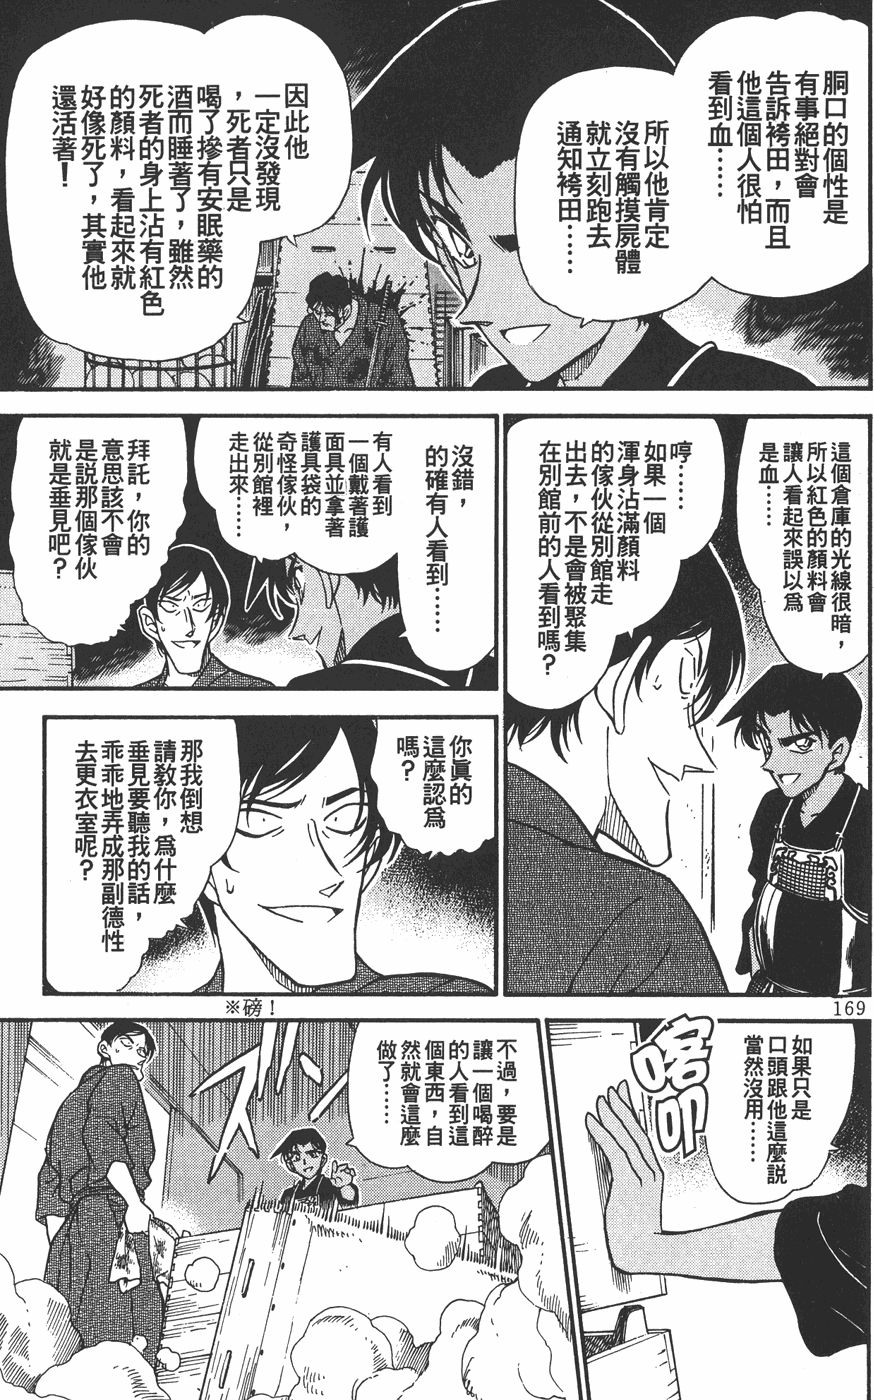 胴口的個性是
有事絕對會
告訴袴田，而且
他這個人很怕
看到血……
所以他肯定
沒有觸摸屍體
就立刻跑去
通知袴田……
因此他
一定沒發現
，死者只是
喝了摻有安眠藥的
酒而睡著了，雖然
死者的身上沾有紅色
的顏料，看起來就
好像死了，其實他
還活著！
這個倉庫的光線很暗，
所以紅色的顏料會
讓人看起來誤以為
是血……
哼……
如果一個
渾身沾滿顏料
的傢伙從別館走
出去，不是會被聚集
在別館前的人看到嗎？
沒錯，
的確有人看到……
有人看到
一個戴著護
面具並拿著
護具袋的
奇怪傢伙，
從別館裡
走出來……
拜託，你的
意思該不會
是說那個傢伙
就是垂見吧？
你真的
這麼認為
嗎？
那我倒想
請教你，為什麼
垂見要聽我的話，
乖乖地弄成那副德性
去更衣室呢？
169
如果只是
口頭跟他這麼說
當然沒用……
喀叩
不過，要是
讓一個喝醉
的人看到這
個東西，自
然就會這麼
做了……
※磅！